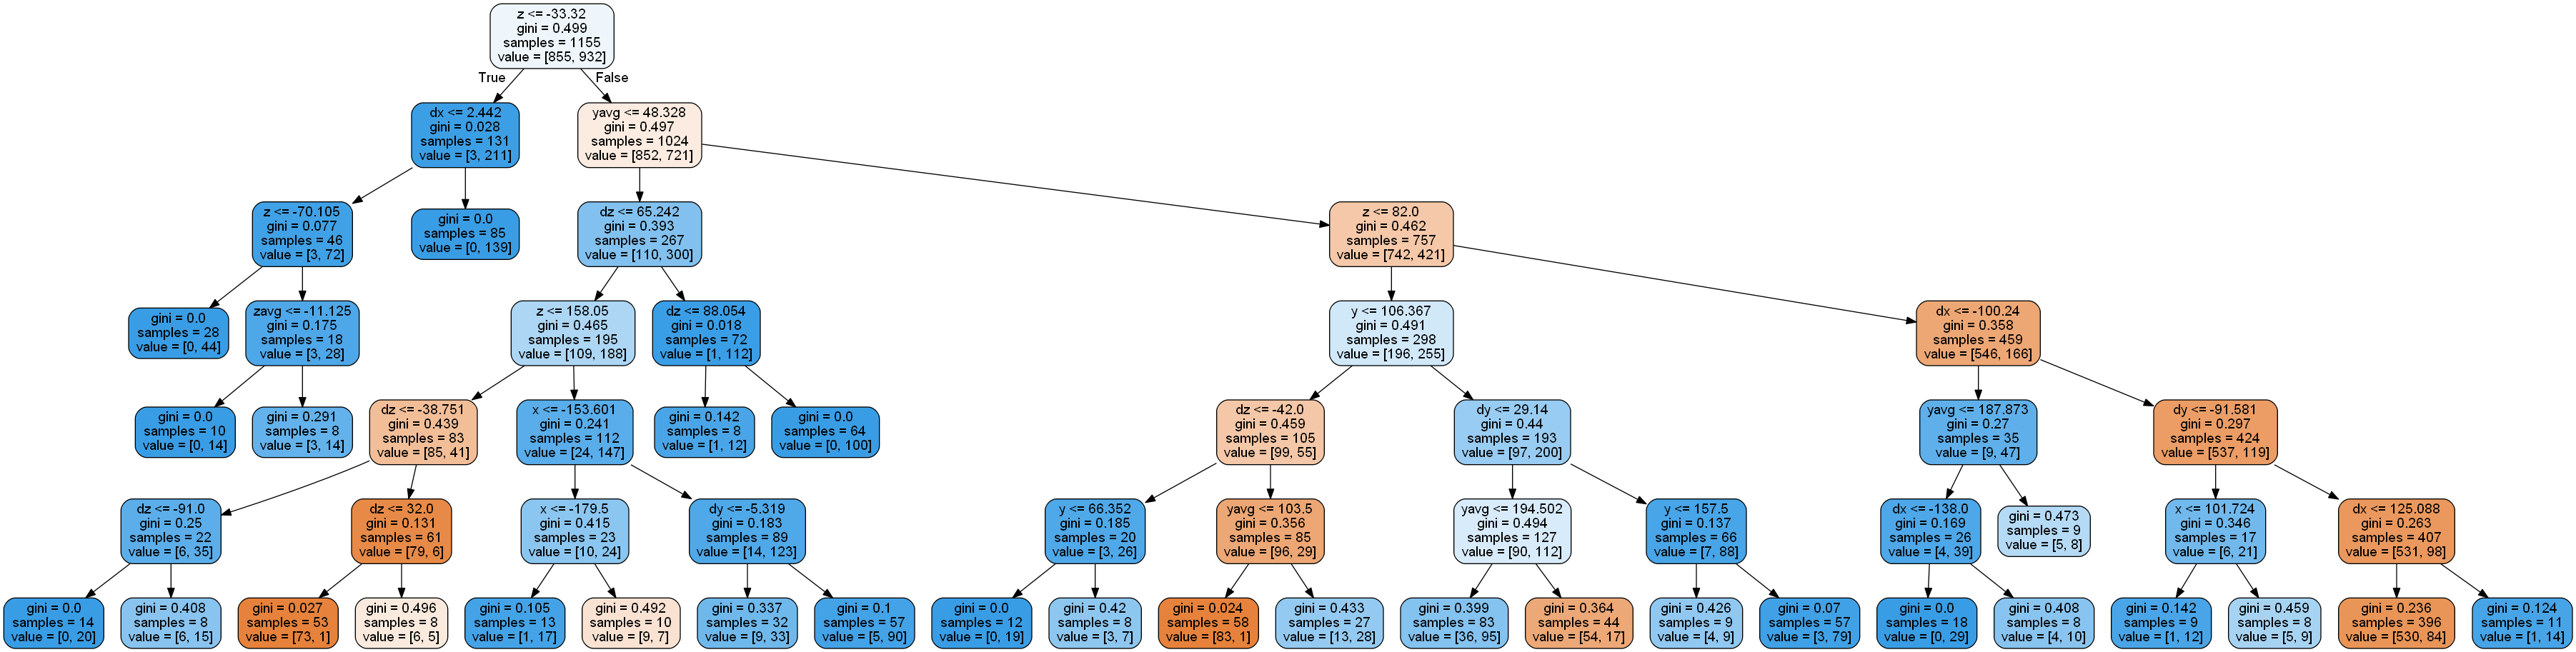 z <= -33.32
gini = 0.499
samples = 1155
value = [855, 932]
True
False
dx <= 2.442
gini = 0.028
samples = 131
value = [3, 211]
yavg <= 48.328
gini = 0.497
samples = 1024
value = [852, 721]
z <= -70.105
gini = 0.077
samples = 46
value = [3, 72]
gini = 0.0
samples = 85
value = [0, 139]
dz <= 65.242
gini = 0.393
samples = 267
value = [110, 300]
z <= 82.0
gini = 0.462
samples = 757
value = [742, 421]
gini = 0.0
samples = 28
value = [0, 44]
zavg <= -11.125
gini = 0.175
samples = 18
value = [3, 28]
z <= 158.05
gini = 0.465
samples = 195
value = [109, 188]
dz <= 88.054
gini = 0.018
samples = 72
value = [1, 112]
y <= 106.367
gini = 0.491
samples = 298
value = [196, 255]
dx <= -100.24
gini = 0.358
samples = 459
value = [546, 166]
gini = 0.0
samples = 10
value = [0, 14]
gini = 0.291
samples = 8
value = [3, 14]
dz <= -38.751
gini = 0.439
samples = 83
value = [85, 41]
x <= -153.601
gini = 0.241
samples = 112
value = [24, 147]
gini = 0.142
samples = 8
value = [1, 12]
gini = 0.0
samples = 64
value = [0, 100]
dz <= -42.0
gini = 0.459
samples = 105
value = [99, 55]
dy <= 29.14
gini = 0.44
samples = 193
value = [97, 200]
yavg <= 187.873
gini = 0.27
samples = 35
value = [9, 47]
dy <= -91.581
gini = 0.297
samples = 424
value = [537, 119]
dz <= -91.0
gini = 0.25
samples = 22
value = [6, 35]
dz <= 32.0
gini = 0.131
samples = 61
value = [79, 6]
x <= -179.5
gini = 0.415
samples = 23
value = [10, 24]
dy <= -5.319
gini = 0.183
samples = 89
value = [14, 123]
y <= 66.352
gini = 0.185
samples = 20
value = [3, 26]
yavg <= 103.5
gini = 0.356
samples = 85
value = [96, 29]
yavg <= 194.502
gini = 0.494
samples = 127
value = [90, 112]
y <= 157.5
gini = 0.137
samples = 66
value = [7, 88]
dx <= -138.0
gini = 0.169
samples = 26
value = [4, 39]
gini = 0.473
samples = 9
value = [5, 8]
x <= 101.724
gini = 0.346
samples = 17
value = [6, 21]
dx <= 125.088
gini = 0.263
samples = 407
value = [531, 98]
gini = 0.0
samples = 14
value = [0, 20]
gini = 0.408
samples = 8
value = [6, 15]
gini = 0.027
samples = 53
value = [73, 1]
gini = 0.496
samples = 8
value = [6, 5]
gini = 0.105
samples = 13
value = [1, 17]
gini = 0.492
samples = 10
value = [9, 7]
gini = 0.337
samples = 32
value = [9, 33]
gini = 0.1
samples = 57
value = [5, 90]
gini = 0.0
samples = 12
value = [0, 19]
gini = 0.42
samples = 8
value = [3, 7]
gini = 0.024
samples = 58
value = [83, 1]
gini = 0.433
samples = 27
value = [13, 28]
gini = 0.399
samples = 83
value = [36, 95]
gini = 0.364
samples = 44
value = [54, 17]
gini = 0.426
samples = 9
value = [4, 9]
gini = 0.07
samples = 57
value = [3, 79]
gini = 0.0
samples = 18
value = [0, 29]
gini = 0.408
samples = 8
value = [4, 10]
gini = 0.142
samples = 9
value = [1, 12]
gini = 0.459
samples = 8
value = [5, 9]
gini = 0.236
samples = 396
value = [530, 84]
gini = 0.124
samples = 11
value = [1, 14]